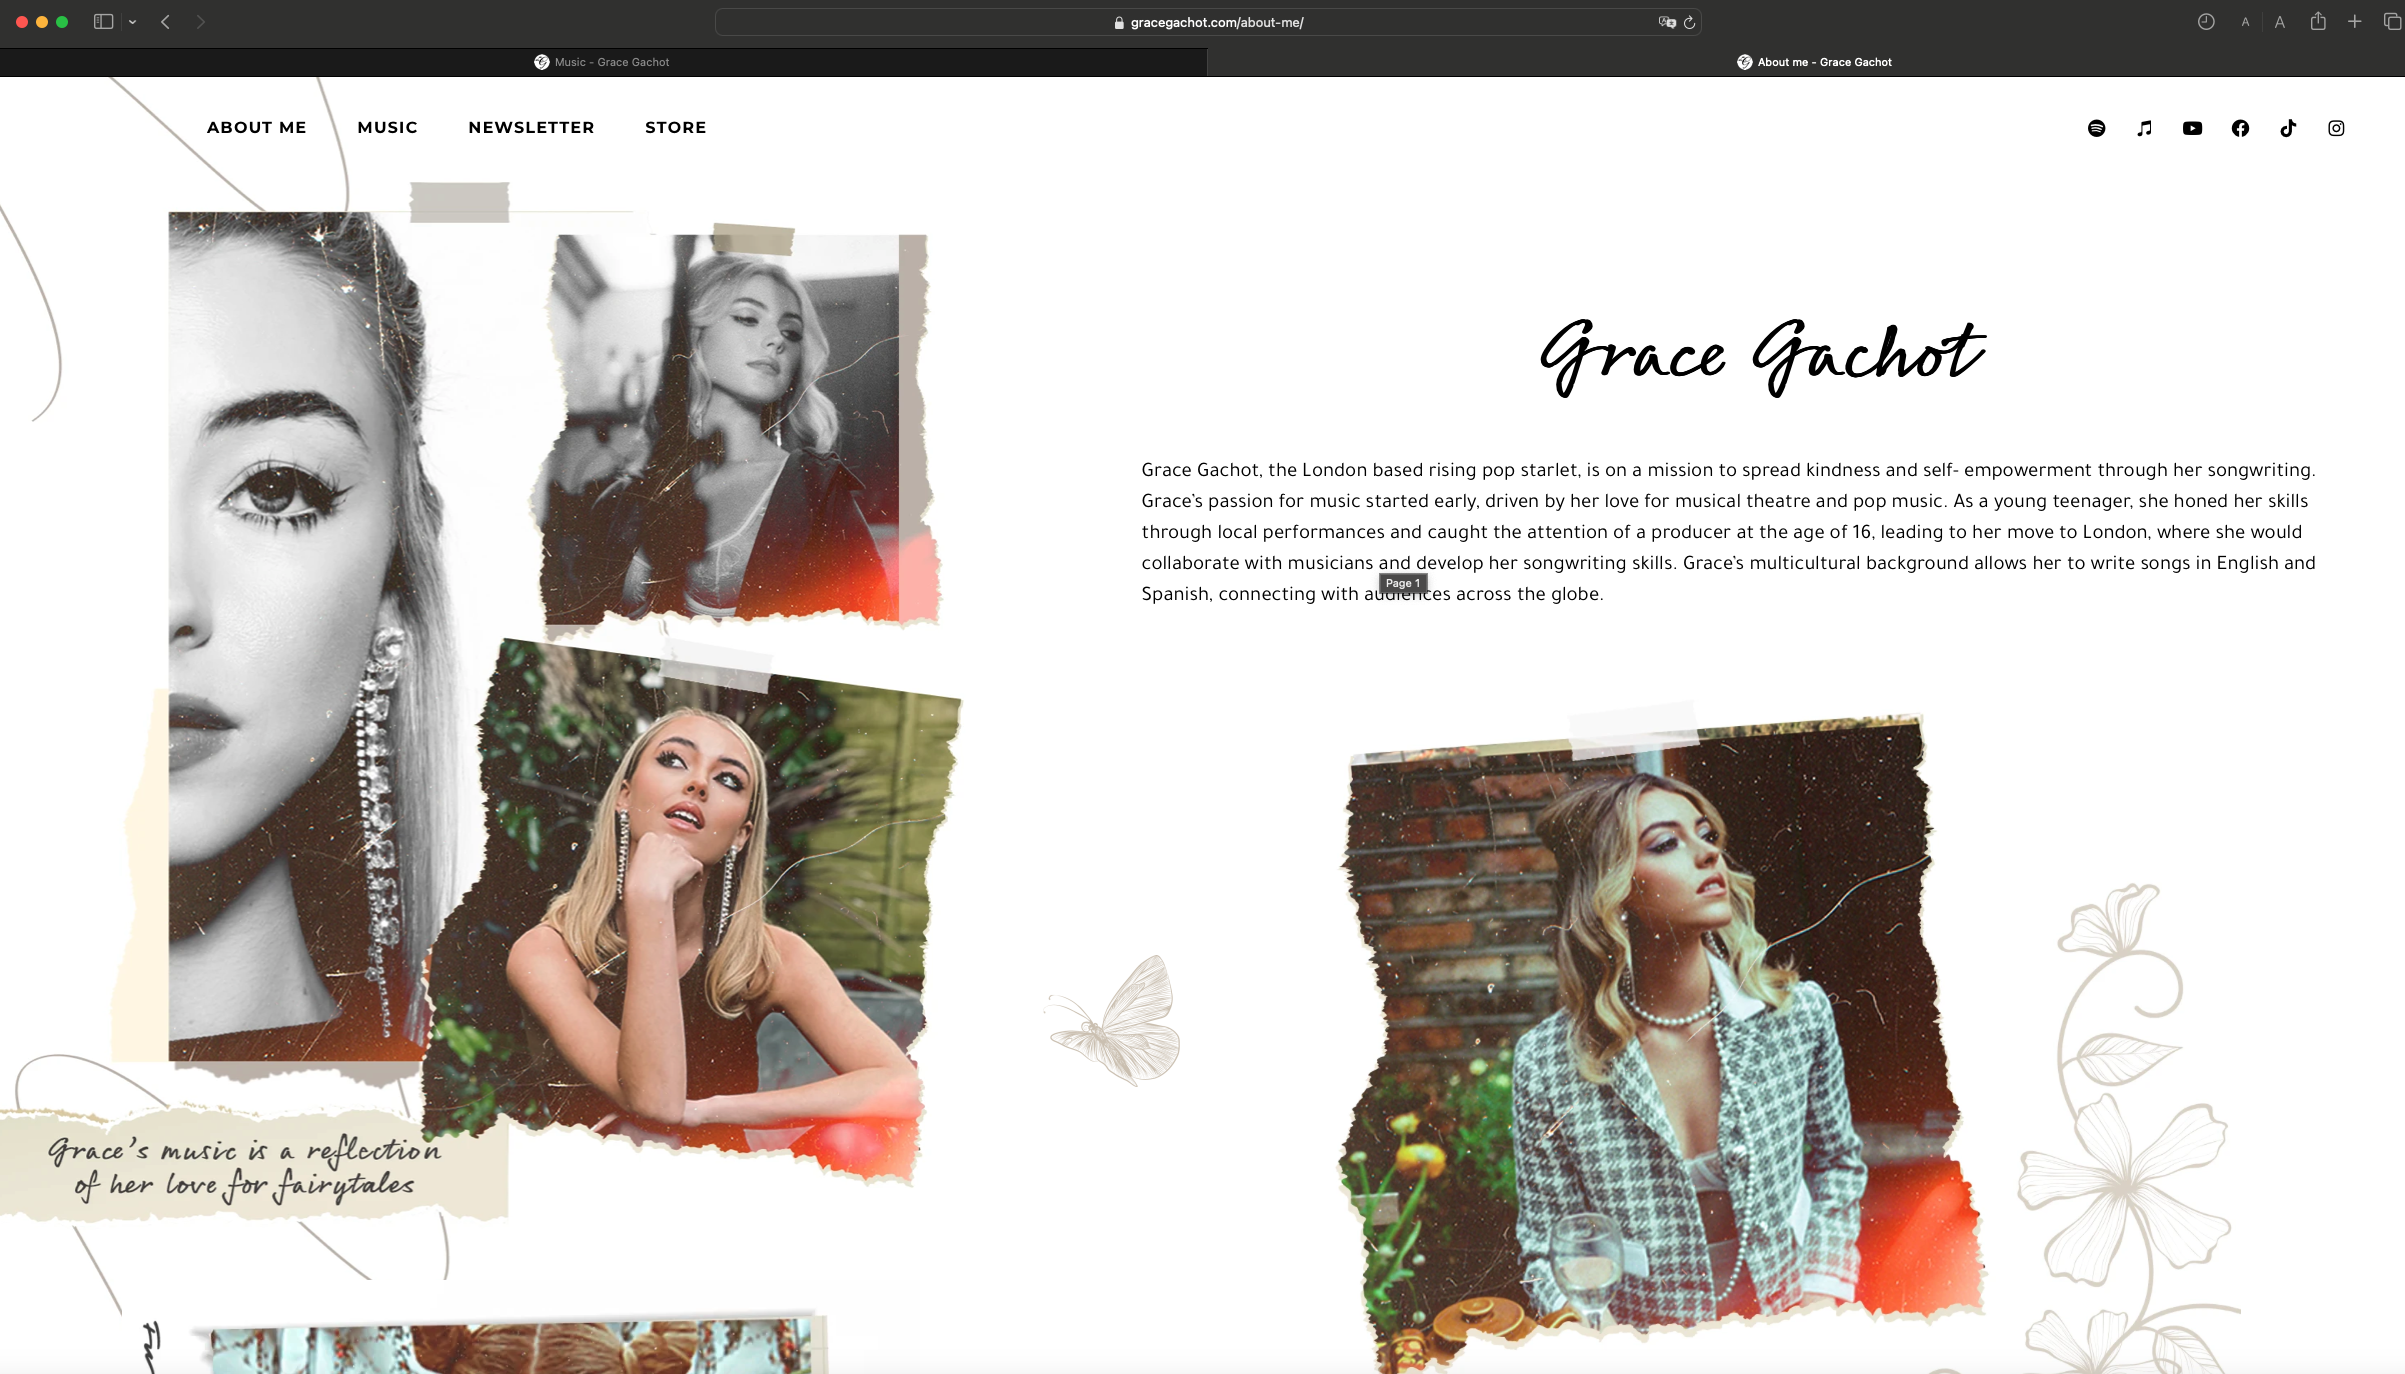 gracegachot.com/about-me/
Music - Grace Gachot
About me - Grace Gachot
ABOUT ME MUSIC NEWSLETTER STORE
Grace Gachot
Grace Gachot, the London based rising pop starlet, is on a mission to spread kindness and self- empowerment through her songwriting.
Grace’s passion for music started early, driven by her love for musical theatre and pop music. As a young teenager, she honed her skills
through local performances and caught the attention of a producer at the age of 16, leading to her move to London, where she would
collaborate with musicians and develop her songwriting skills. Grace’s multicultural background allows her to write songs in English and
Page 1
Spanish, connecting with audiences across the globe.
Grace’s music is a reflection
of her love for fairytales